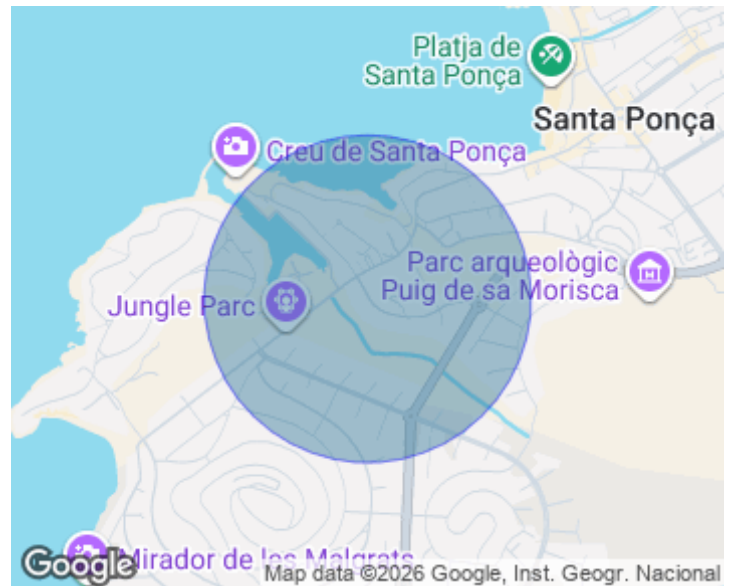 Platja de
Santa Ponça
Santa Ponça
Creu de Santa Ponça
Parc arqueològic
Puig de sa Morisca
Jungle Parc
Mirador de les Malgrats
Google
Map data ©2026 Google, Inst. Geogr. Nacional